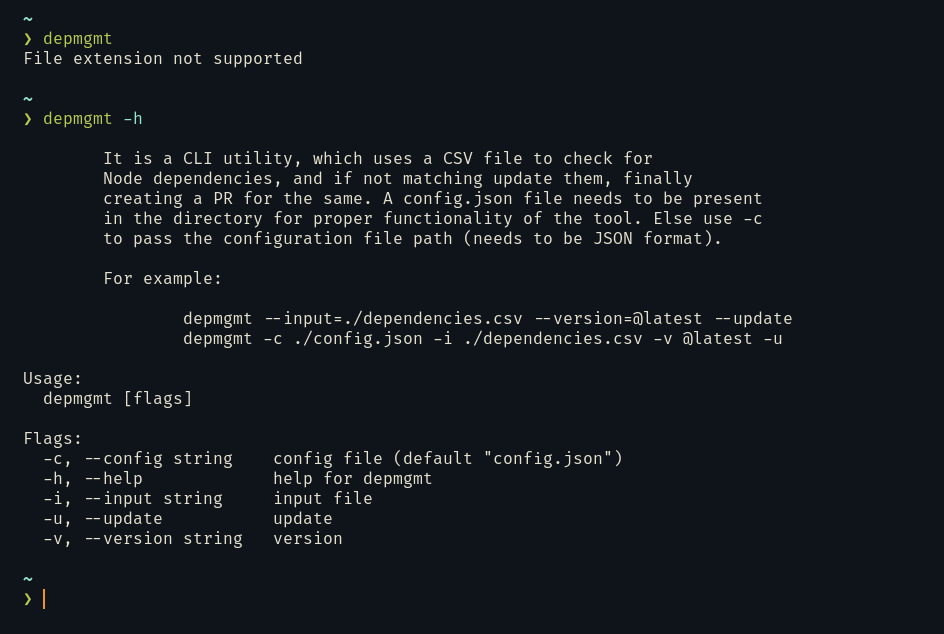 ~
❯ depmgmt
File extension not supported
~
❯ depmgmt -h
It is a CLI utility, which uses a CSV file to check for
Node dependencies, and if not matching update them, finally
creating a PR for the same. A config.json file needs to be present
in the directory for proper functionality of the tool. Else use -c
to pass the configuration file path (needs to be JSON format).
For example:
depmgmt --input=./dependencies.csv --version=@latest --update
depmgmt -c ./config.json -i ./dependencies.csv -v @latest -u
Usage:
depmgmt [flags]
Flags:
-c, --config string    config file (default "config.json")
-h, --help             help for depmgmt
-i, --input string     input file
-u, --update           update
-v, --version string   version
~
❯